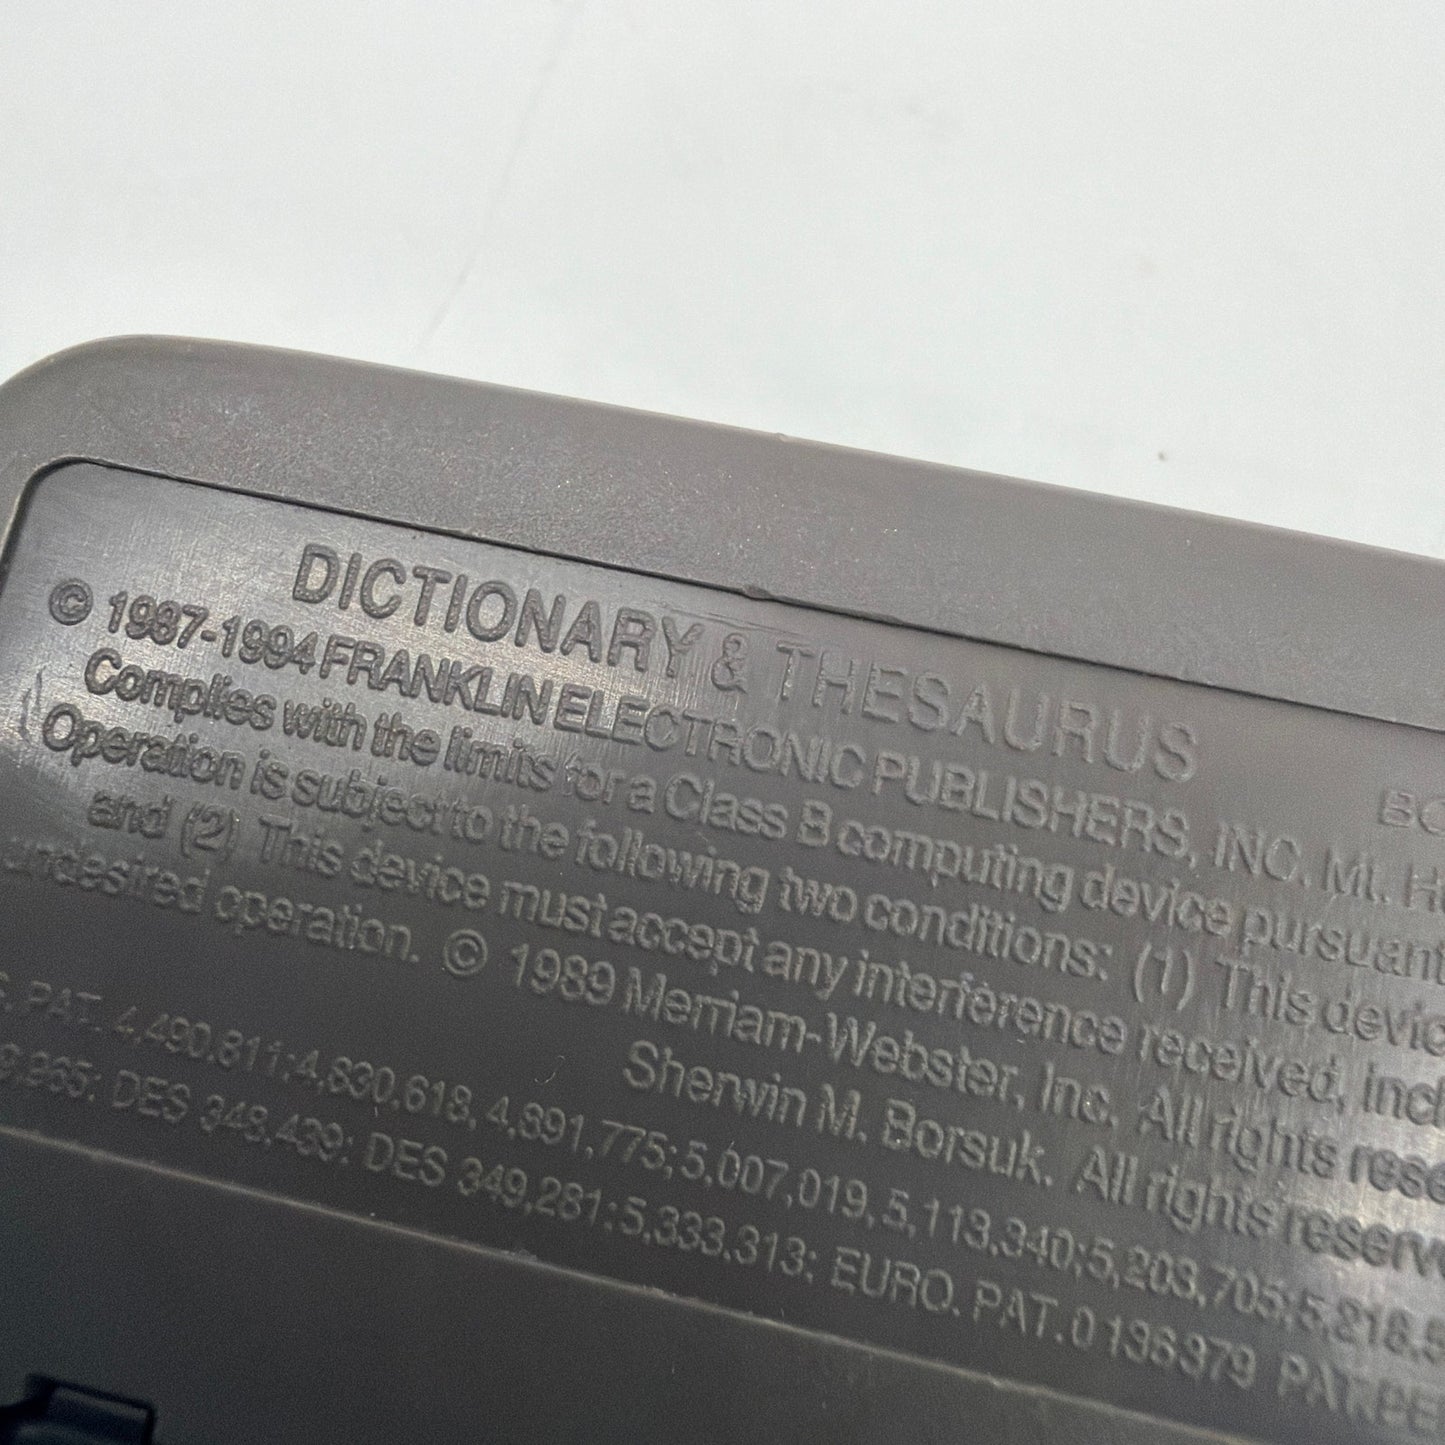 DICTIONARY & THESAURUS
© 1987-1994 FRANKLIN ELECTRONIC PUBLISHERS, INC. Mt.
Complies with the limits for a Class B computing device pursuant
Operation is subject to the following two conditions: (1) This
and (2) This device must accept any interference received,
undesired operation. © 1989 Merriam-Webster, Inc. All rights
Sherwin M. Borsuk. All rights
PAT. 4,490,811; 4,830,618, 4,891,775; 5,007,019, 5,113,340; 5,203,705;
DES 348,439; DES 349,281; 5,333,313; EURO. PAT. 0 136379